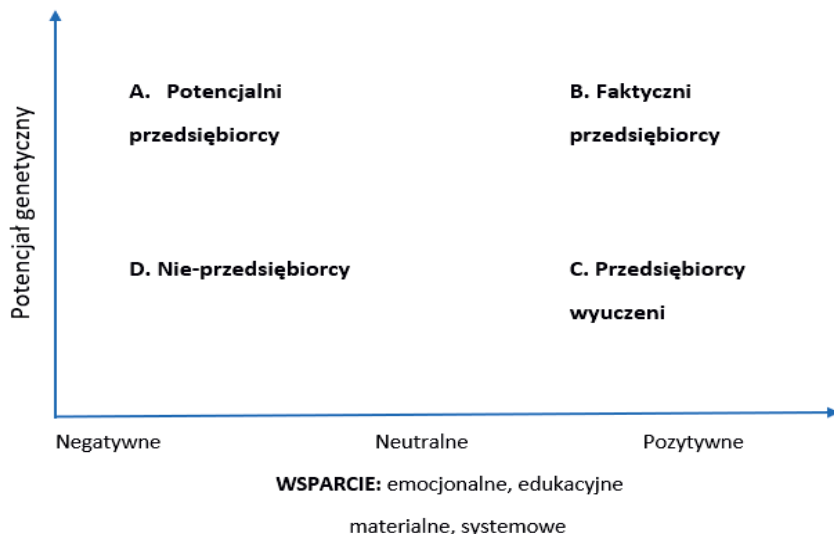 Potencjał genetyczny
A. Potencjalni
przedsiębiorcy
B. Faktyczni
przedsiębiorcy
D. Nie-przedsiębiorcy
C. Przedsiębiorcy
wyuczeni
Negatywne
Neutralne
Pozytywne
WSPARCIE: emocjonalne, edukacyjne
materialne, systemowe